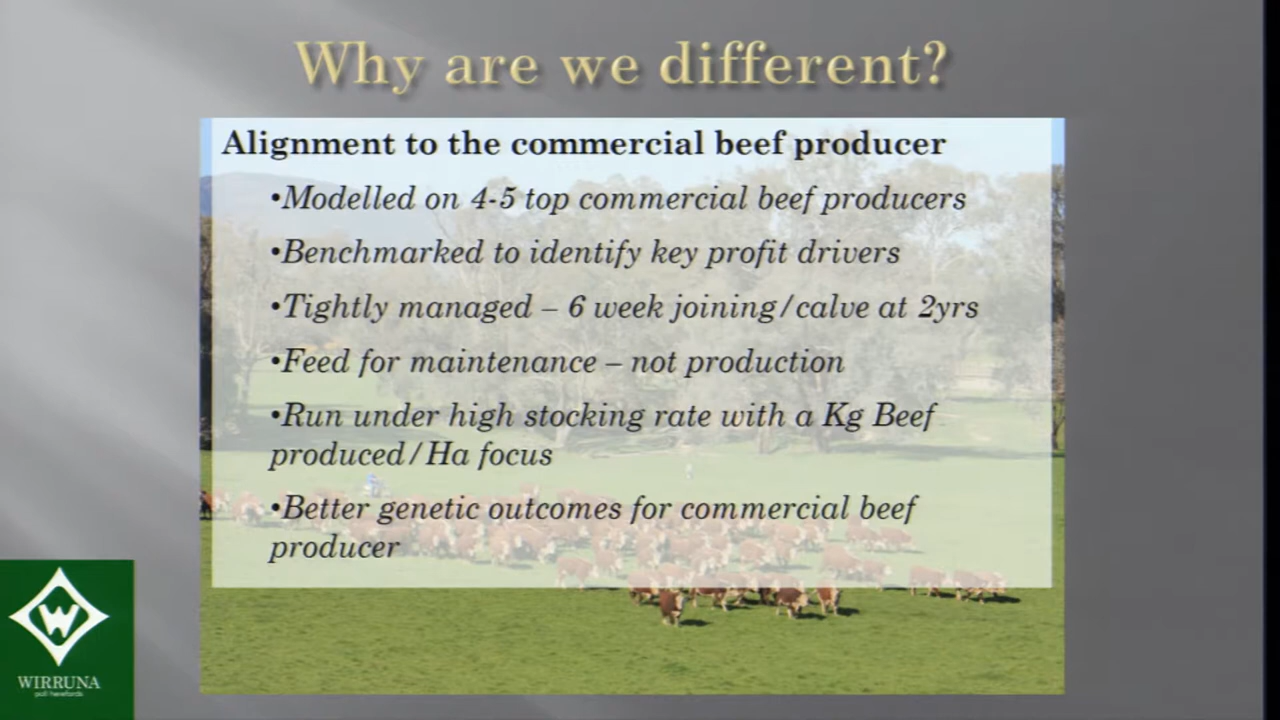 Why are we different?
Alignment to the commercial beef producer
•Modelled on 4-5 top commercial beef producers
•Benchmarked to identify key profit drivers
•Tightly managed – 6 week joining/calve at 2yrs
•Feed for maintenance – not production
•Run under high stocking rate with a Kg Beef
produced/Ha focus
•Better genetic outcomes for commercial beef
producer
W
WIRRUNA
poll herefords